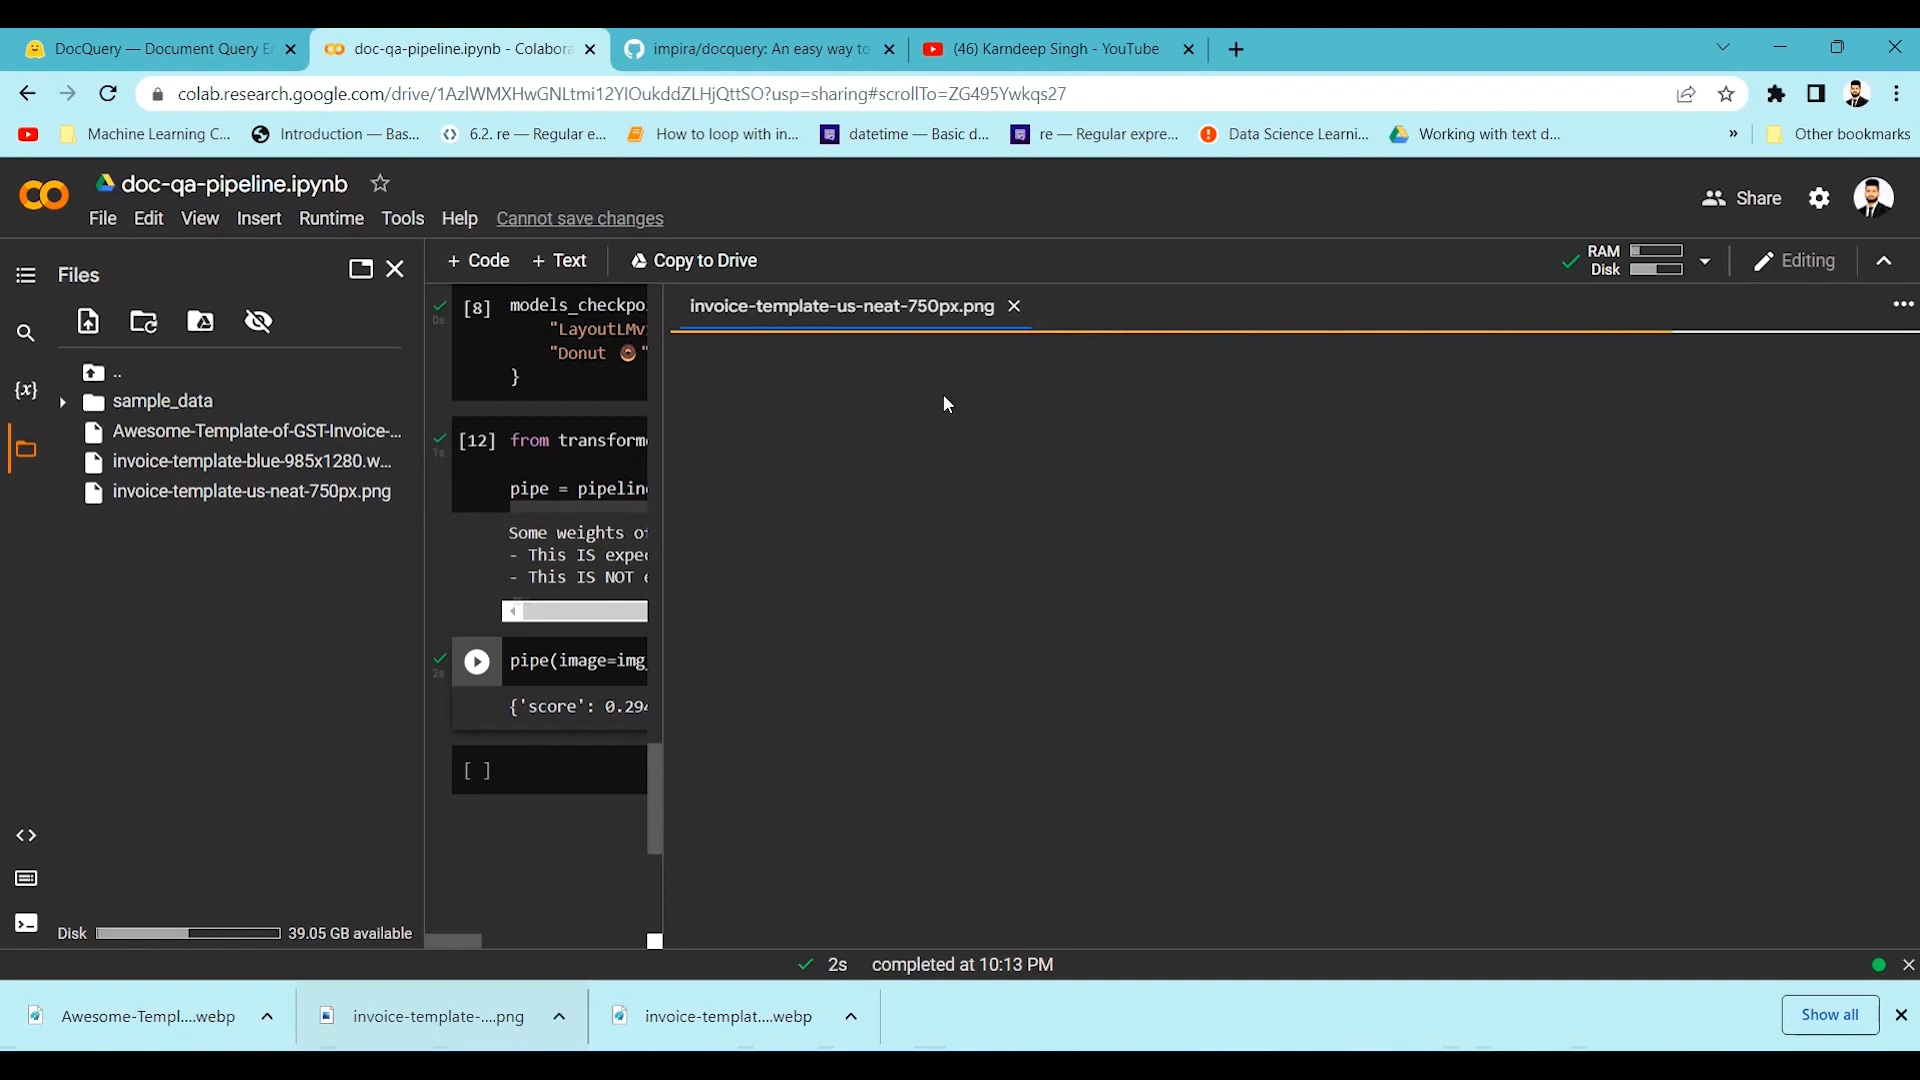 DocQuery — Document Query E
doc-qa-pipeline.ipynb - Colabora
impira/docquery: An easy way to
(46) Karndeep Singh - YouTube
colab.research.google.com/drive/1AzlWMXHwGNLtmi12YIOukddZLHjQttSO?usp=sharing#scrollTo=ZG495Ywkqs27
Machine Learning C...
Introduction — Bas...
6.2. re — Regular e...
How to loop with in...
datetime — Basic d...
re — Regular expre...
Data Science Learni...
Working with text d...
»
Other bookmarks
doc-qa-pipeline.ipynb
File Edit View Insert Runtime Tools Help Cannot save changes
Share
Files
+ Code + Text Copy to Drive
RAM
Disk
Editing
invoice-template-us-neat-750px.png
..
sample_data
Awesome-Template-of-GST-Invoice-...
invoice-template-blue-985x1280.w...
invoice-template-us-neat-750px.png
{x}
[8] models_checkpo
0s
"LayoutLMv
"Donut 🍩"
}
[12] from transform
1s
pipe = pipelin
Some weights of
- This IS expec
- This IS NOT e
pipe(image=img_
2s
{'score': 0.294
[ ]
Disk 39.05 GB available
2s completed at 10:13 PM
Awesome-Templ....webp
invoice-template-....png
invoice-templat....webp
Show all